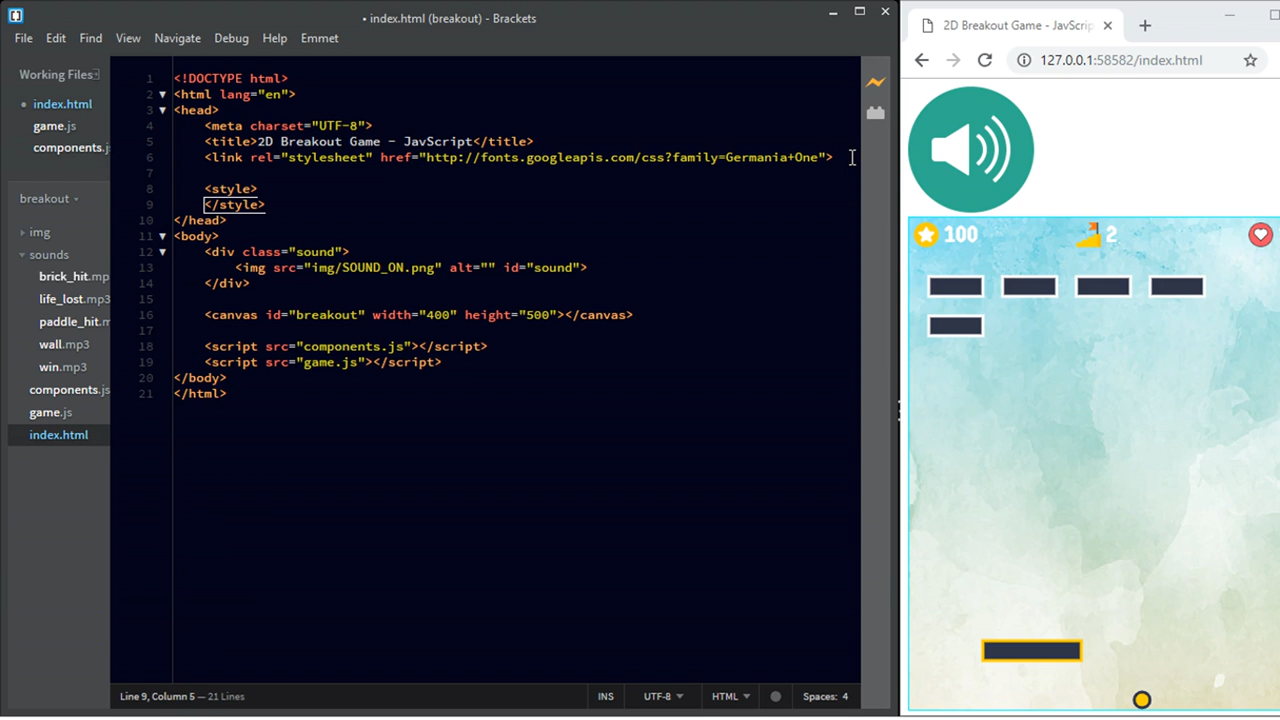 • index.html (breakout) - Brackets
File Edit Find View Navigate Debug Help Emmet
Working Files
• index.html
game.js
components.j
breakout
img
sounds
brick_hit.mp
life_lost.mp3
paddle_hit.m
wall.mp3
win.mp3
components.js
game.js
index.html
1 <!DOCTYPE html>
2 <html lang="en">
3 <head>
4 <meta charset="UTF-8">
5 <title>2D Breakout Game - JavScript</title>
6 <link rel="stylesheet" href="http://fonts.googleapis.com/css?family=Germania+One">
7
8 <style>
9 </style>
10 </head>
11 <body>
12 <div class="sound">
13 <img src="img/SOUND_ON.png" alt="" id="sound">
14 </div>
15
16 <canvas id="breakout" width="400" height="500"></canvas>
17
18 <script src="components.js"></script>
19 <script src="game.js"></script>
20 </body>
21 </html>
Line 9, Column 5 — 21 Lines
INS UTF-8 HTML Spaces: 4
2D Breakout Game - JavScrip
127.0.0.1:58582/index.html
100 2